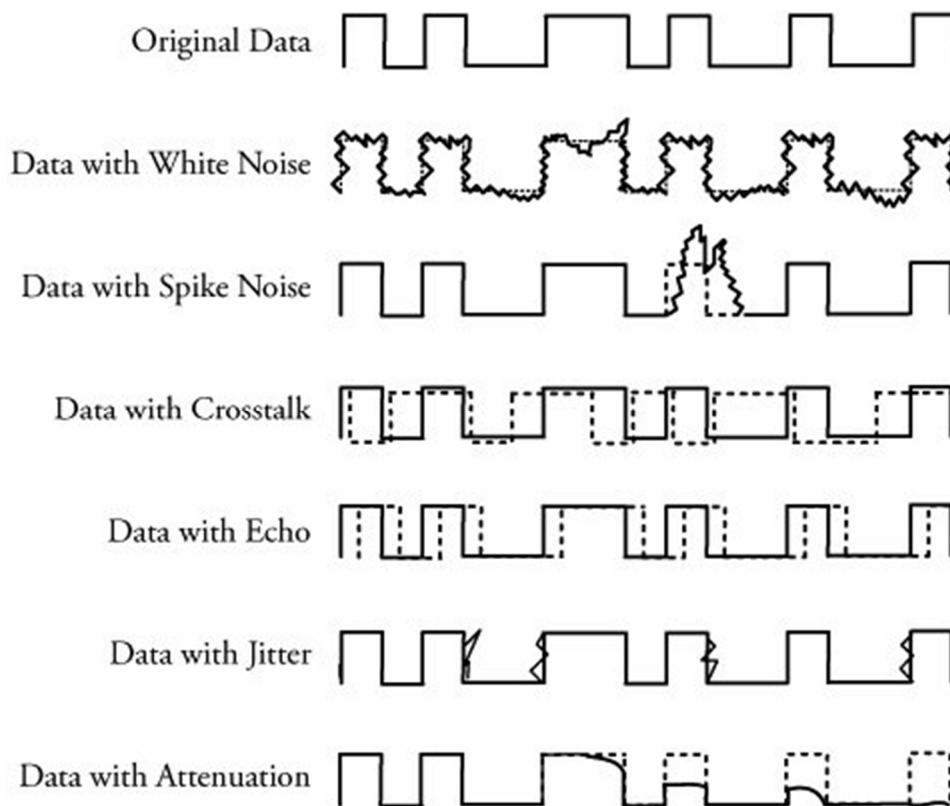 Original Data
Data with White Noise
Data with Spike Noise
Data with Crosstalk
Data with Echo
Data with Jitter
Data with Attenuation